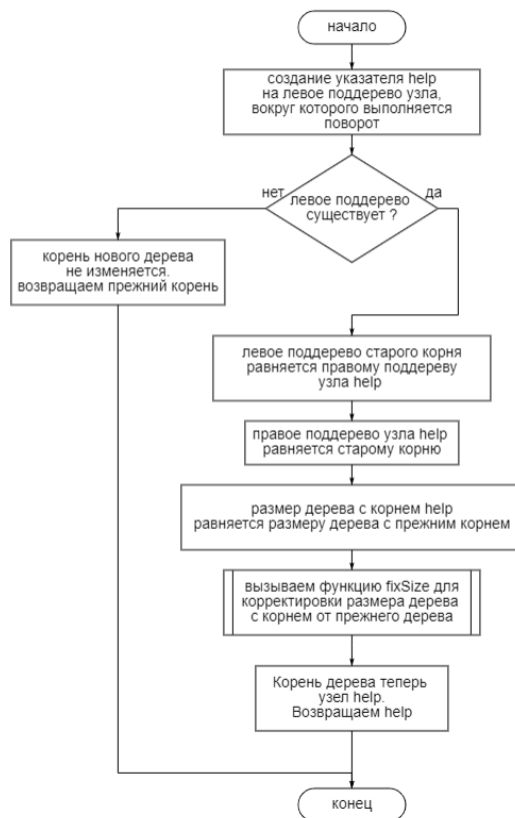 начало
создание указателя help
на левое поддерево узла,
вокруг которого выполняется
поворот
нет
да
левое поддерево
существует ?
корень нового дерева
не изменяется.
возвращаем прежний корень
левое поддерево старого корня
равняется правому поддереву
узла help
правое поддерево узла help
равняется старому корню
размер дерева с корнем help
равняется размеру дерева с прежним корнем
вызываем функцию fixSize для
корректировки размера дерева
с корнем от прежнего дерева
Корень дерева теперь
узел help.
Возвращаем help
конец